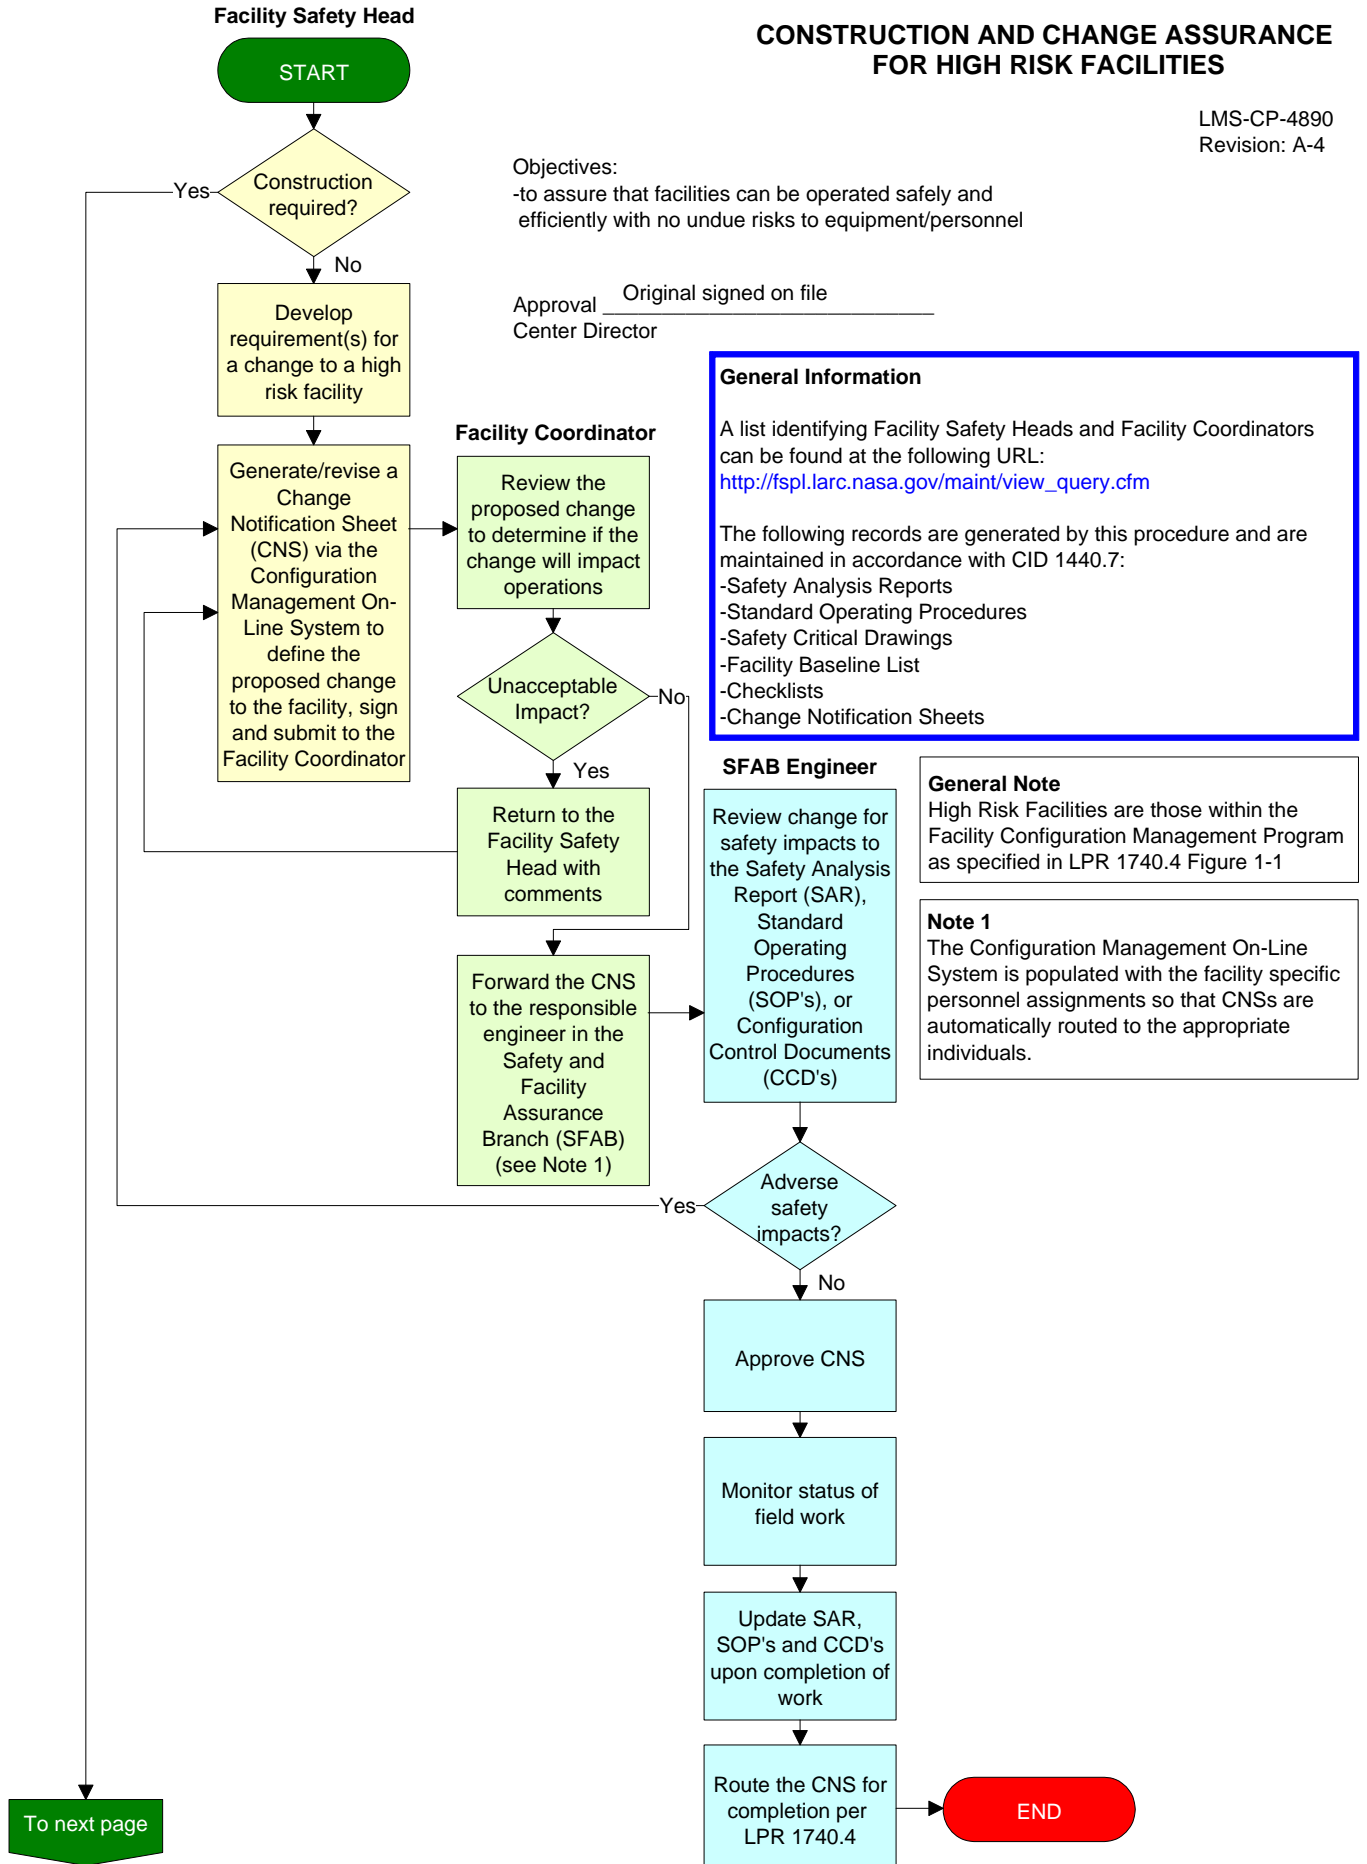 Facility Safety Head
CONSTRUCTION AND CHANGE ASSURANCE
FOR HIGH RISK FACILITIES
LMS-CP-4890
Revision: A-4
START
Objectives:
-to assure that facilities can be operated safely and
efficiently with no undue risks to equipment/personnel
Approval Original signed on file
Center Director
Construction
required?
Yes
No
Develop
requirement(s) for
a change to a high
risk facility
Generate/revise a
Change
Notification Sheet
(CNS) via the
Configuration
Management On-
Line System to
define the
proposed change
to the facility, sign
and submit to the
Facility Coordinator
Facility Coordinator
Review the
proposed change
to determine if the
change will impact
operations
Unacceptable
Impact?
No
Yes
Return to the
Facility Safety
Head with
comments
Forward the CNS
to the responsible
engineer in the
Safety and
Facility
Assurance
Branch (SFAB)
(see Note 1)
General Information
A list identifying Facility Safety Heads and Facility Coordinators
can be found at the following URL:
http://fspl.larc.nasa.gov/maint/view_query.cfm
The following records are generated by this procedure and are
maintained in accordance with CID 1440.7:
-Safety Analysis Reports
-Standard Operating Procedures
-Safety Critical Drawings
-Facility Baseline List
-Checklists
-Change Notification Sheets
SFAB Engineer
Review change for
safety impacts to
the Safety Analysis
Report (SAR),
Standard
Operating
Procedures
(SOP's), or
Configuration
Control Documents
(CCD's)
General Note
High Risk Facilities are those within the
Facility Configuration Management Program
as specified in LPR 1740.4 Figure 1-1
Note 1
The Configuration Management On-Line
System is populated with the facility specific
personnel assignments so that CNSs are
automatically routed to the appropriate
individuals.
Adverse
safety
impacts?
Yes
No
Approve CNS
Monitor status of
field work
Update SAR,
SOP's and CCD's
upon completion of
work
Route the CNS for
completion per
LPR 1740.4
END
To next page